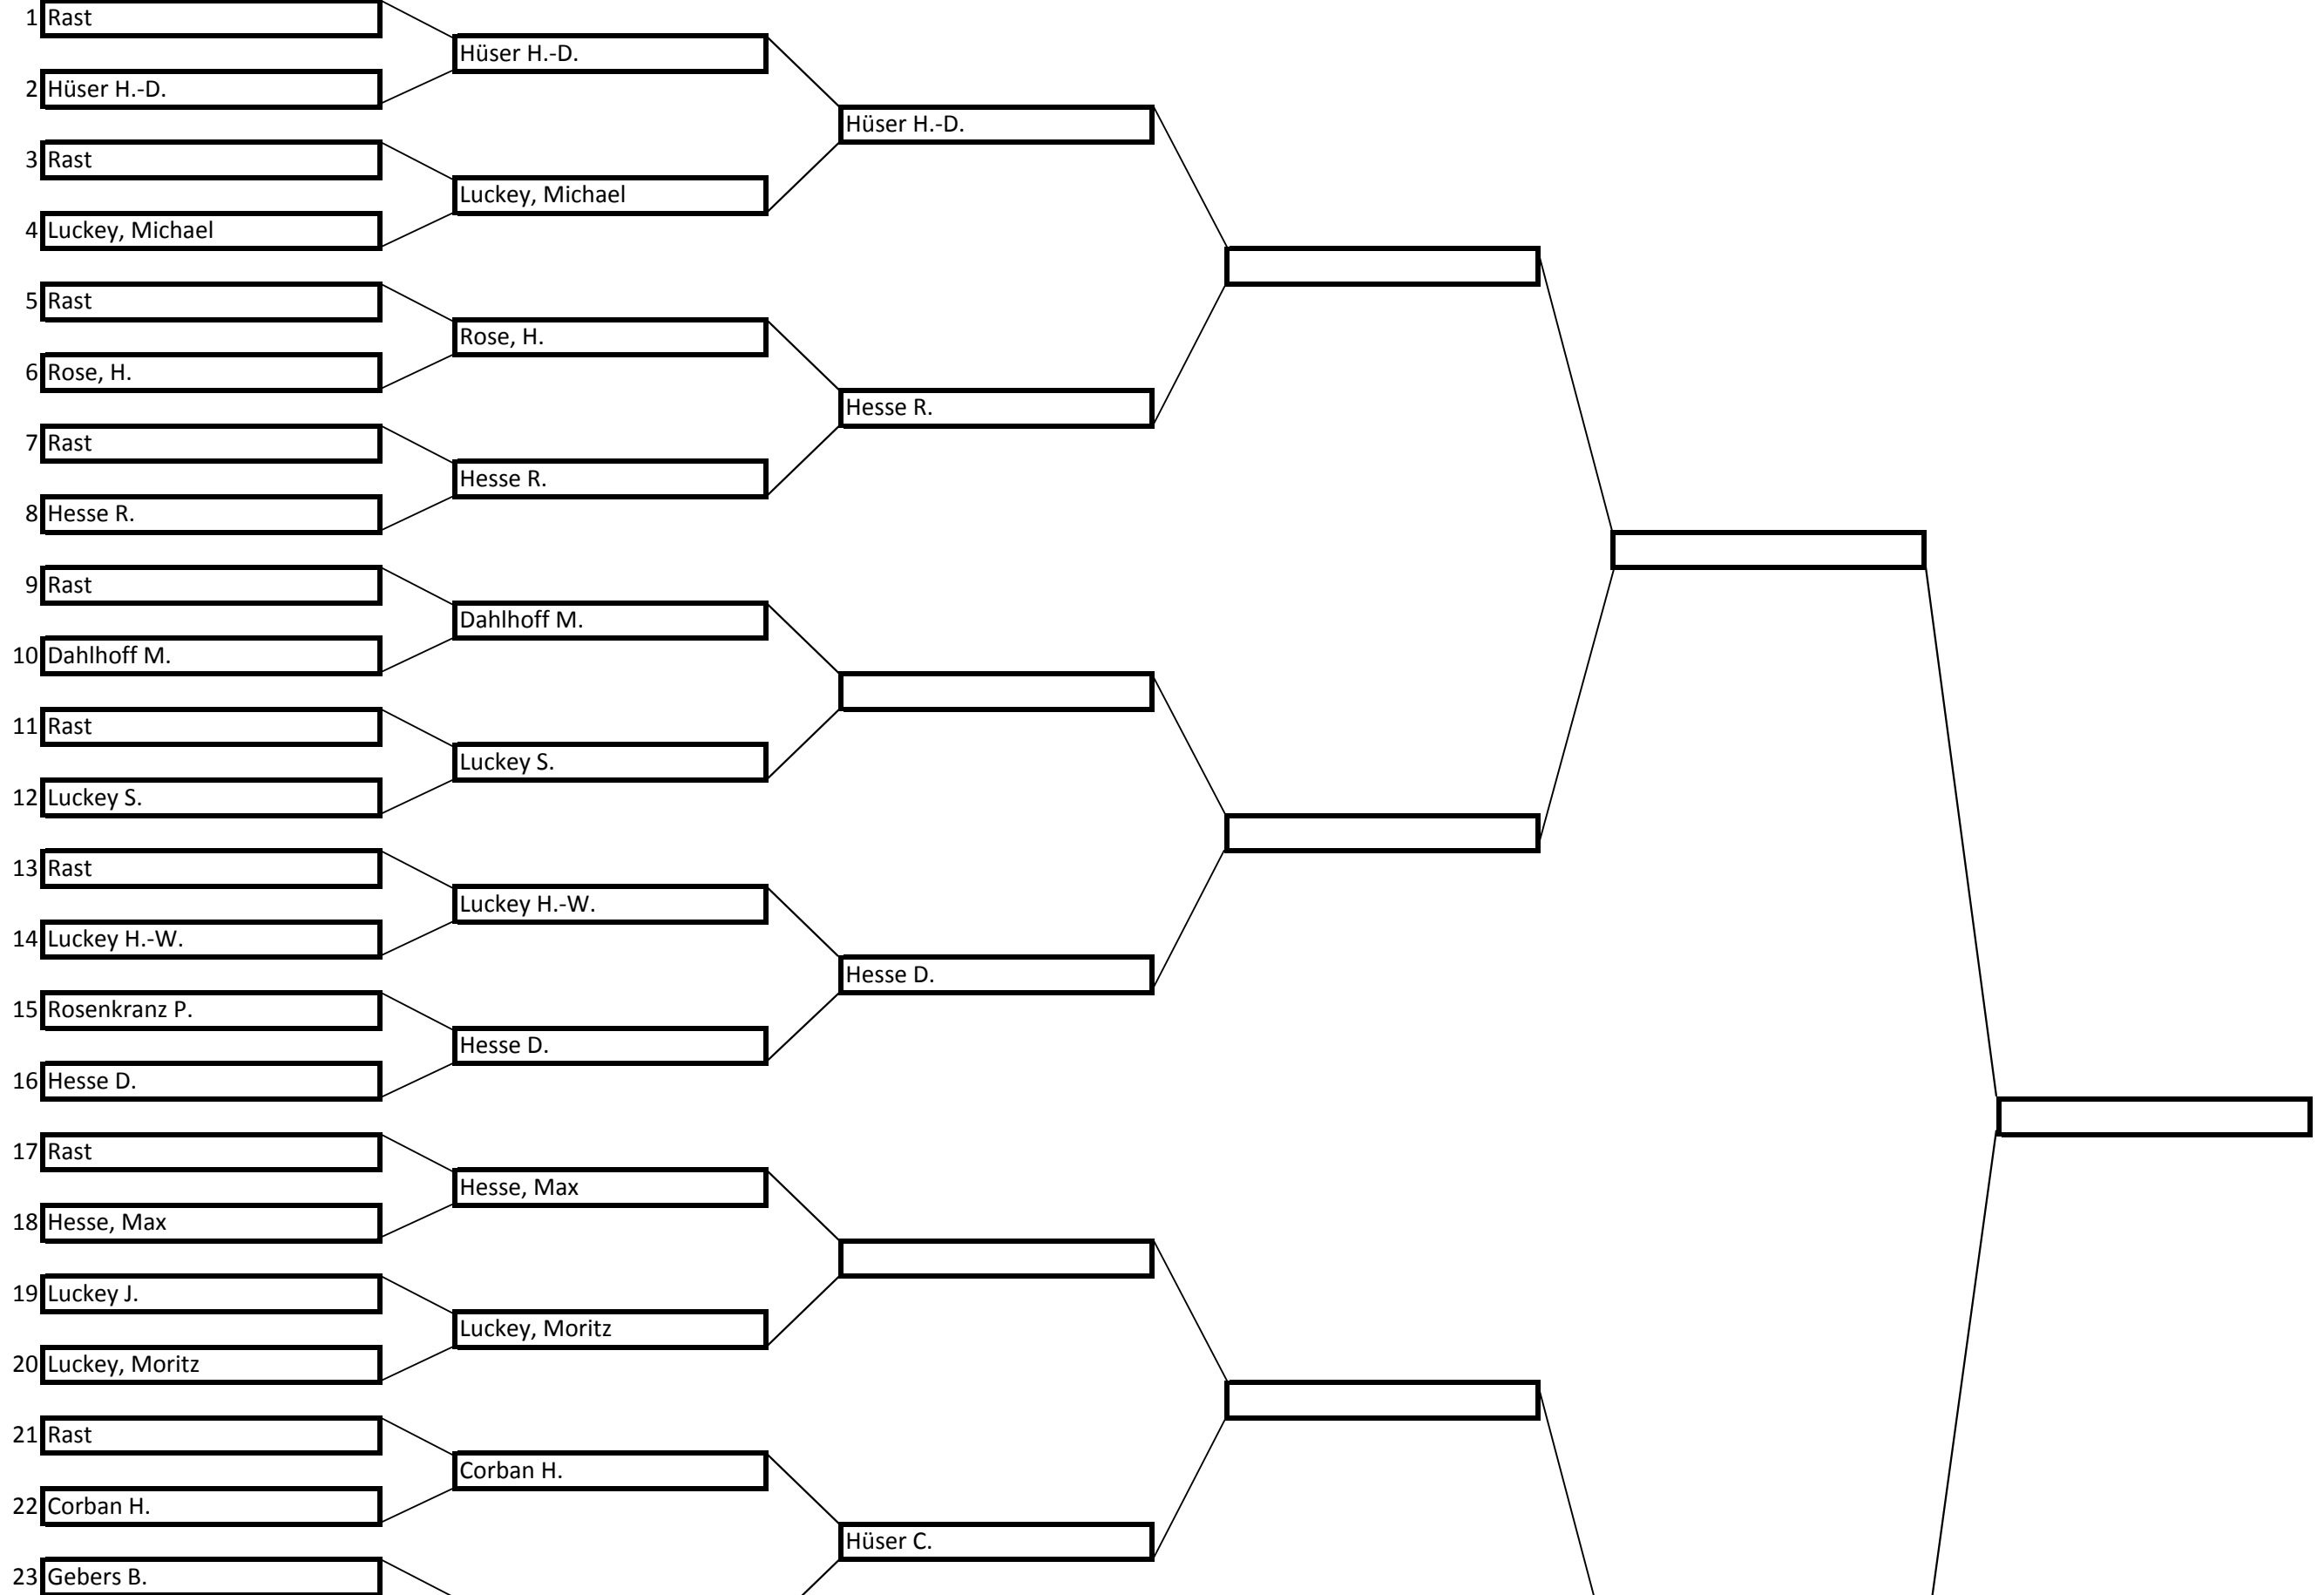 1 Rast
Hüser H.-D.
2 Hüser H.-D.
Hüser H.-D.
3 Rast
Luckey, Michael
4 Luckey, Michael
5 Rast
Rose, H.
6 Rose, H.
Hesse R.
7 Rast
Hesse R.
8 Hesse R.
9 Rast
Dahlhoff M.
10 Dahlhoff M.
11 Rast
Luckey S.
12 Luckey S.
13 Rast
Luckey H.-W.
14 Luckey H.-W.
Hesse D.
15 Rosenkranz P.
Hesse D.
16 Hesse D.
17 Rast
Hesse, Max
18 Hesse, Max
19 Luckey J.
Luckey, Moritz
20 Luckey, Moritz
21 Rast
Corban H.
22 Corban H.
Hüser C.
23 Gebers B.